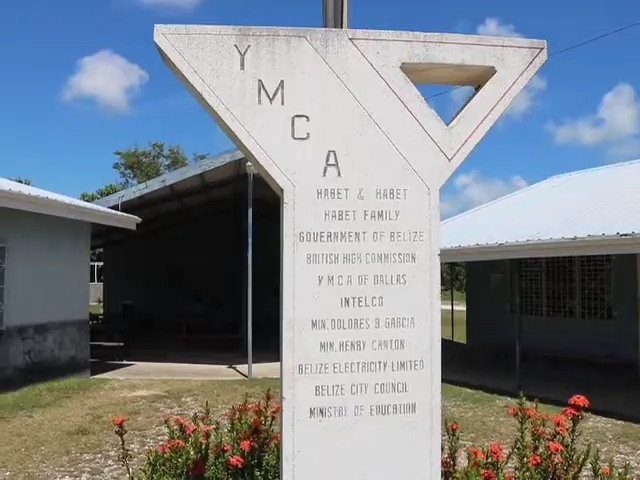 Y
M
C
A
HABET & HABET
HABET FAMILY
GOVERNMENT OF BELIZE
BRITISH HIGH COMMISSION
YMCA OF DALLAS
INTELCO
MIN. DOLORES B. GARCIA
MIN. HENRY CANTON
BELIZE ELECTRICITY LIMITED
BELIZE CITY COUNCIL
MINISTRY OF EDUCATION